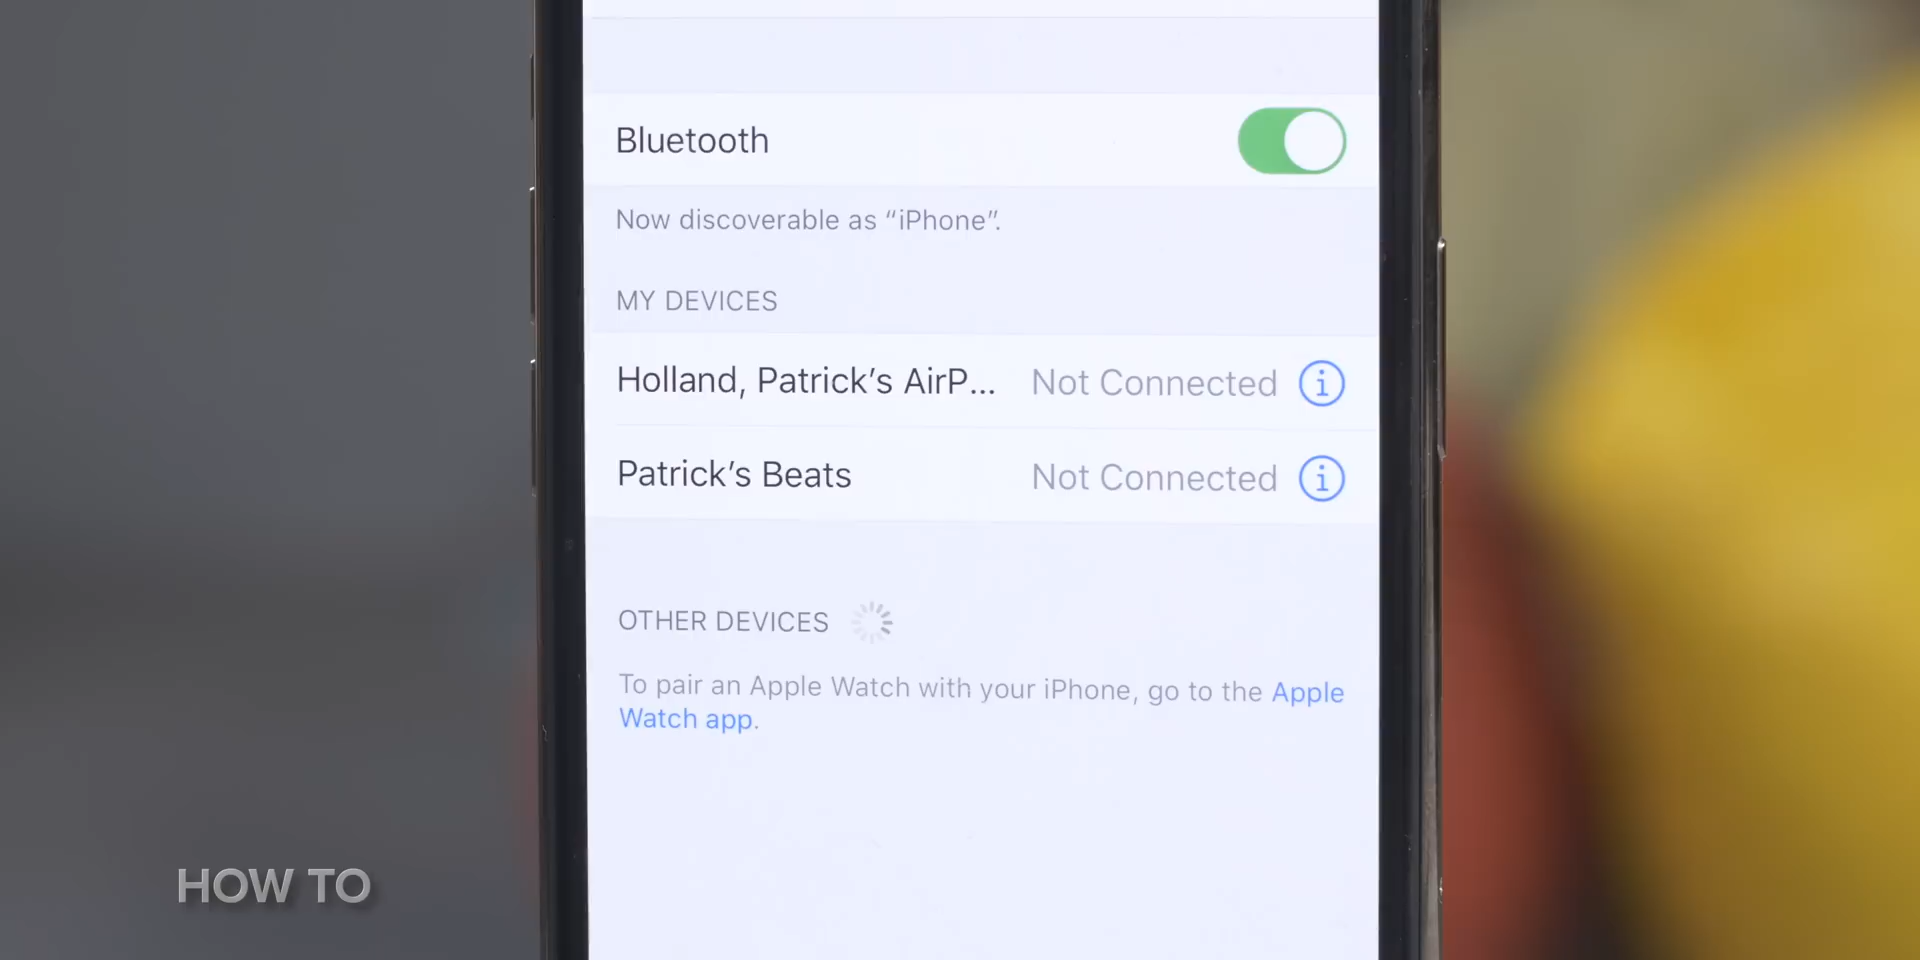 Bluetooth
Now discoverable as “iPhone”.
MY DEVICES
Holland, Patrick’s AirP... Not Connected
Patrick’s Beats Not Connected
OTHER DEVICES
To pair an Apple Watch with your iPhone, go to the Apple
Watch app.
HOW TO